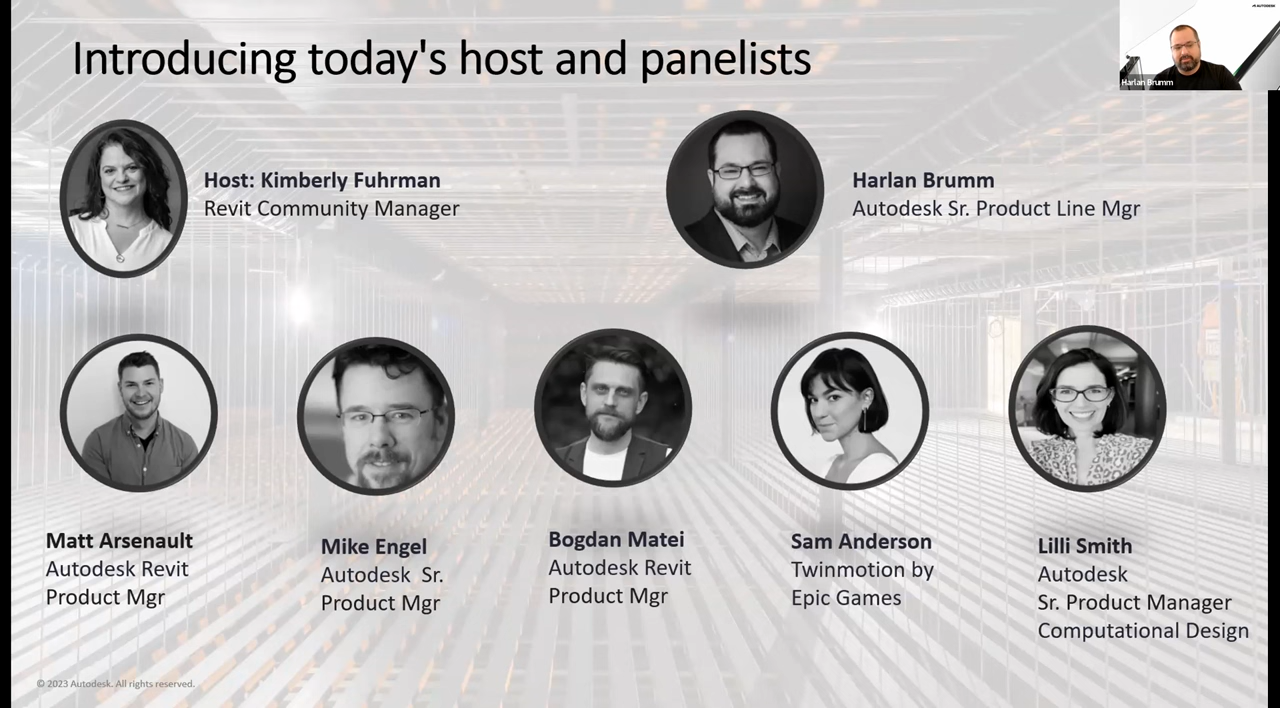 Introducing today's host and panelists
AUTODESK
Harlan Brumm
Host: Kimberly Fuhrman
Revit Community Manager
Harlan Brumm
Autodesk Sr. Product Line Mgr
Matt Arsenault
Autodesk Revit
Product Mgr
Mike Engel
Autodesk Sr.
Product Mgr
Bogdan Matei
Autodesk Revit
Product Mgr
Sam Anderson
Twinmotion by
Epic Games
Lilli Smith
Autodesk
Sr. Product Manager
Computational Design
© 2023 Autodesk. All rights reserved.